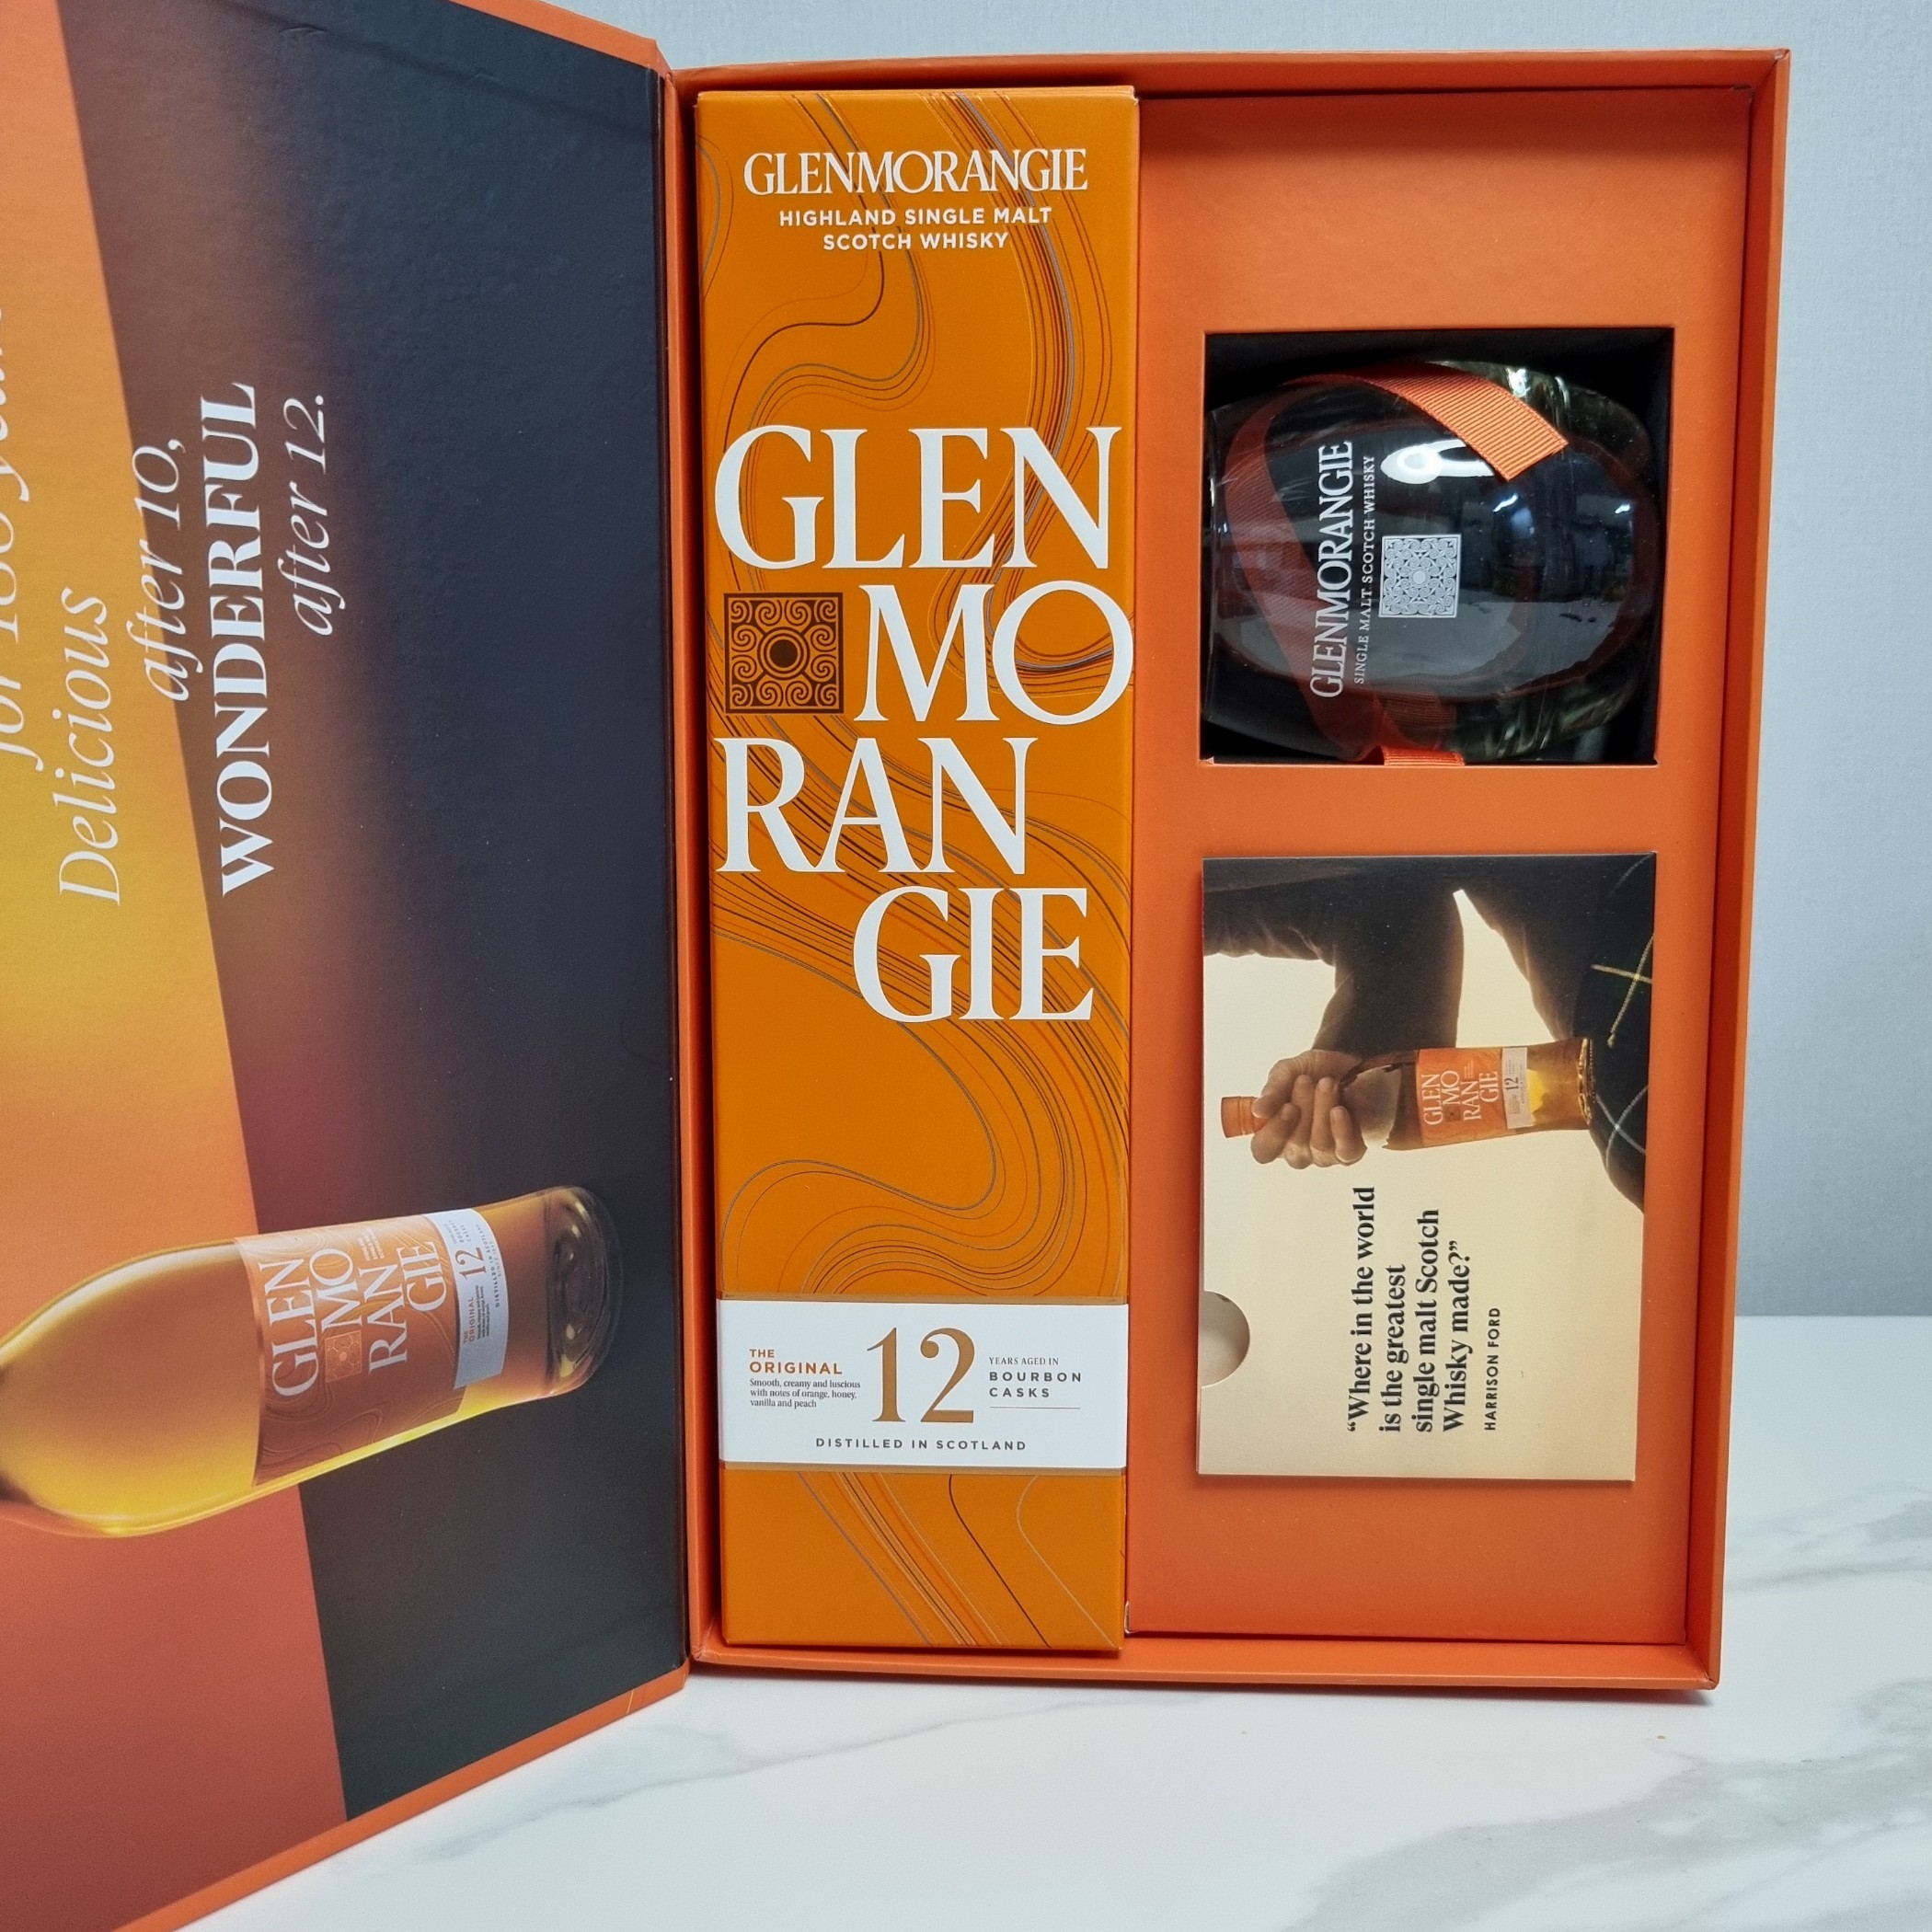 Delicious
after 10,
WONDERFUL
after 12.
GLEN
MO
RAN
GIE
THE
ORIGINAL
12
GLENMORANGIE
HIGHLAND SINGLE MALT
SCOTCH WHISKY
GLEN
MO
RAN
GIE
THE
ORIGINAL
Smooth, creamy and luscious
with notes of orange, honey,
vanilla and peach
12
YEARS AGED IN
BOURBON
CASKS
DISTILLED IN SCOTLAND
GLENMORANGIE
SINGLE MALT SCOTCH WHISKY
GLEN
MO
RAN
GIE
12
“Where in the world
is the greatest
single malt Scotch
Whisky made?”
HARRISON FORD